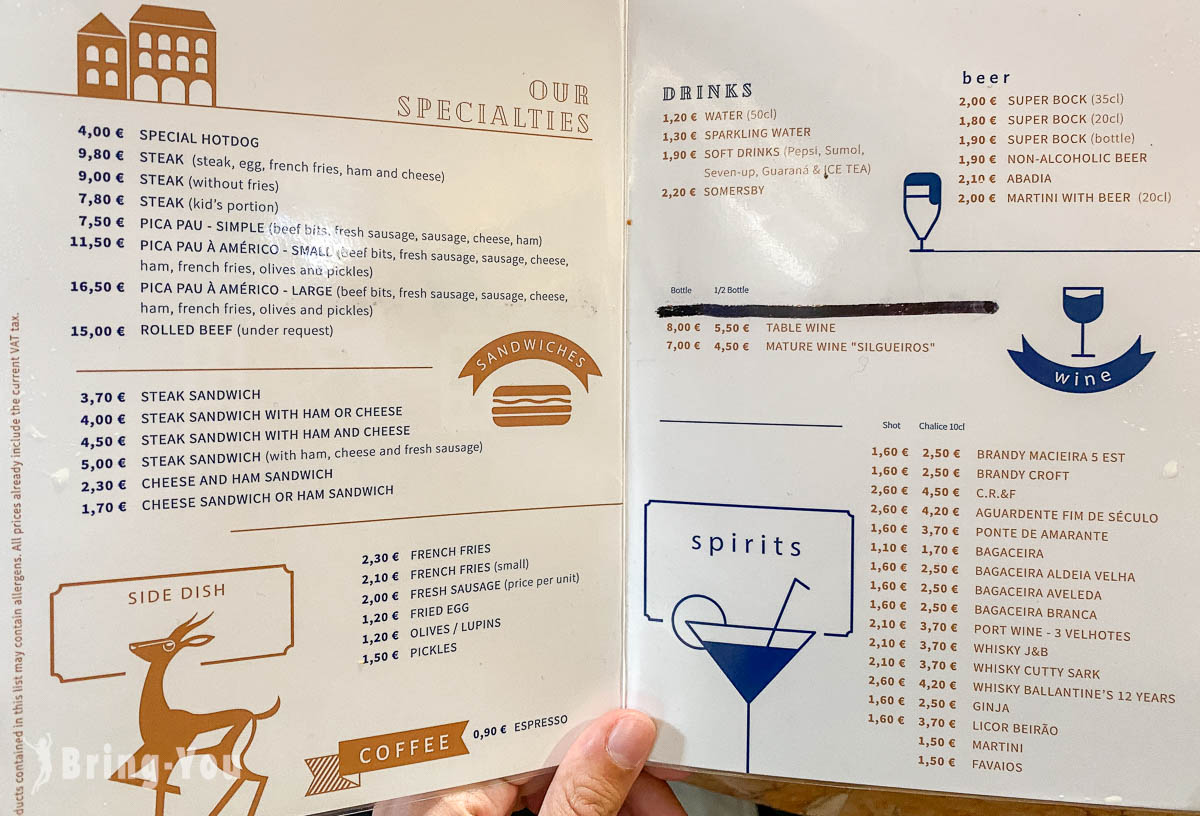 OUR
SPECIALTIES
4,00 € SPECIAL HOTDOG
9,80 € STEAK (steak, egg, french fries, ham and cheese)
9,00 € STEAK (without fries)
7,80 € STEAK (kid's portion)
7,50 € PICA PAU - SIMPLE (beef bits, fresh sausage, sausage, cheese, ham)
11,50 € PICA PAU À AMÉRICO - SMALL (beef bits, fresh sausage, sausage, cheese,
ham, french fries, olives and pickles)
16,50 € PICA PAU À AMÉRICO - LARGE (beef bits, fresh sausage, sausage, cheese,
ham, french fries, olives and pickles)
15,00 € ROLLED BEEF (under request)
SANDWICHES
3,70 € STEAK SANDWICH
4,00 € STEAK SANDWICH WITH HAM OR CHEESE
4,50 € STEAK SANDWICH WITH HAM AND CHEESE
5,00 € STEAK SANDWICH (with ham, cheese and fresh sausage)
2,30 € CHEESE AND HAM SANDWICH
1,70 € CHEESE SANDWICH OR HAM SANDWICH
SIDE DISH
2,30 € FRENCH FRIES
2,10 € FRENCH FRIES (small)
2,00 € FRESH SAUSAGE (price per unit)
1,20 € FRIED EGG
1,20 € OLIVES / LUPINS
1,50 € PICKLES
COFFEE
0,90 € ESPRESSO
ducts contained in this list may contain allergens. All prices already include the current VAT tax.
Bring-You
DRINKS
1,20 € WATER (50cl)
1,30 € SPARKLING WATER
1,90 € SOFT DRINKS (Pepsi, Sumol,
Seven-up, Guaraná & ICE TEA)
2,20 € SOMERSBY
beer
2,00 € SUPER BOCK (35cl)
1,80 € SUPER BOCK (20cl)
1,90 € SUPER BOCK (bottle)
1,90 € NON-ALCOHOLIC BEER
2,10 € ABADIA
2,00 € MARTINI WITH BEER (20cl)
wine
Bottle 1/2 Bottle
8,00 € 5,50 € TABLE WINE
7,00 € 4,50 € MATURE WINE "SILGUEIROS"
spirits
Shot Chalice 10cl
1,60 € 2,50 € BRANDY MACIEIRA 5 EST
1,60 € 2,50 € BRANDY CROFT
2,60 € 4,50 € C.R.&F
2,60 € 4,20 € AGUARDENTE FIM DE SÉCULO
1,60 € 3,70 € PONTE DE AMARANTE
1,10 € 1,70 € BAGACEIRA
1,60 € 2,50 € BAGACEIRA ALDEIA VELHA
1,60 € 2,50 € BAGACEIRA AVELEDA
1,60 € 2,50 € BAGACEIRA BRANCA
2,10 € 3,70 € PORT WINE - 3 VELHOTES
2,10 € 3,70 € WHISKY J&B
2,10 € 3,70 € WHISKY CUTTY SARK
2,60 € 4,20 € WHISKY BALLANTINE'S 12 YEARS
1,60 € 2,50 € GINJA
1,60 € 3,70 € LICOR BEIRÃO
1,50 € MARTINI
1,50 € FAVAIOS